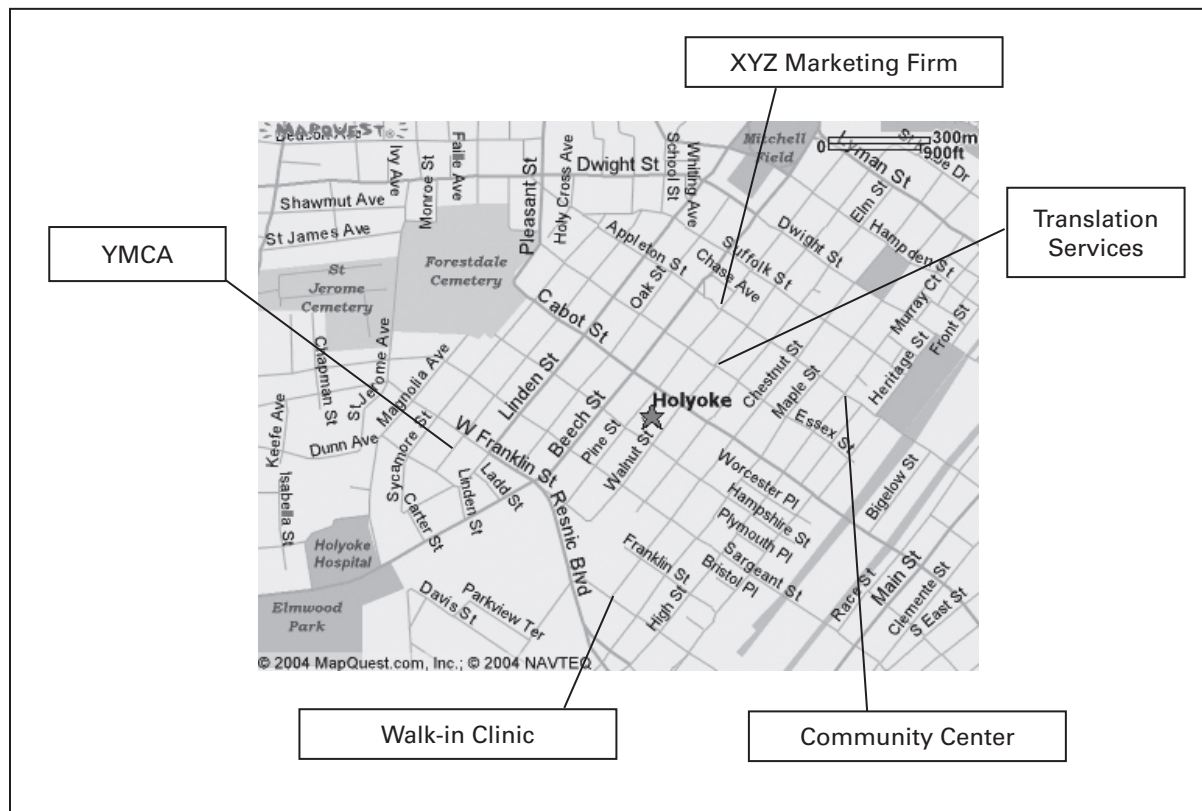 XYZ Marketing Firm
MAPQUEST®
300m
0
900ft
Lyman St
Mitchell
Field
School St
Whiting Ave
Dwight St
Ivy Ave
Monroe St
Faille Ave
Pleasant St
Holy Cross Ave
Shawmut Ave
St James Ave
Elm St
Hampden St
Translation
Services
YMCA
Forestdale
Cemetery
St
Jerome
Cemetery
Appleton St
Suffolk St
Chase Ave
Dwight St
Oak St
Murray Ct
Front St
Heritage St
Cabot St
Chapman St
St Jerome Ave
Magnolia Ave
Linden St
Chestnut St
Maple St
Holyoke
Essex St
Keefe Ave
Dunn Ave
Sycamore St
W Franklin St
Beech St
Pine St
Walnut St
Worcester Pl
Hampshire St
Plymouth Pl
Sargeant St
Bristol Pl
Bigelow St
Isabella St
Carter St
Linden St
Ladd St
Resnic Blvd
Franklin St
High St
Race St
Main St
Clemente St
S East St
Holyoke
Hospital
Elmwood
Park
Davis St
Parkview Ter
© 2004 MapQuest.com, Inc.; © 2004 NAVTEQ
Walk-in Clinic
Community Center